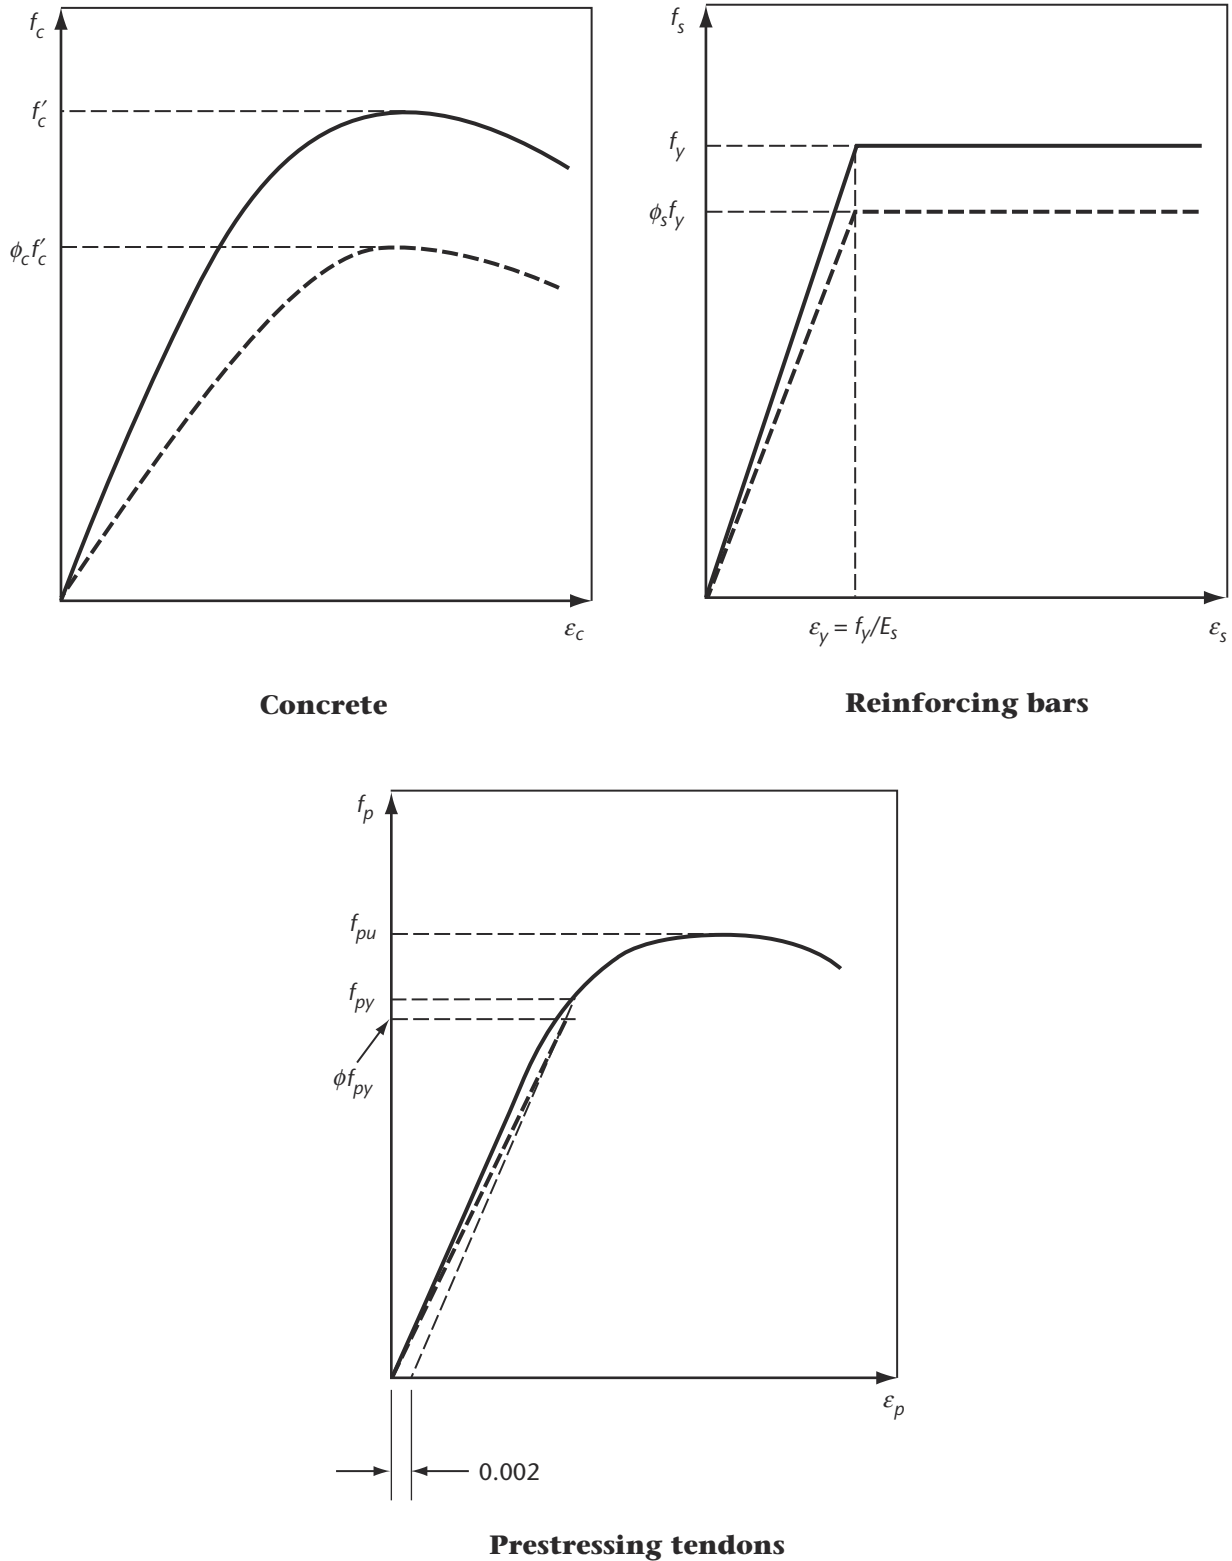 f_c
f'_c
ϕ_c f'_c
ε_c
Concrete
f_s
f_y
ϕ_s f_y
ε_y = f_y/E_s
ε_s
Reinforcing bars
f_p
f_pu
f_py
ϕf_py
ε_p
0.002
Prestressing tendons